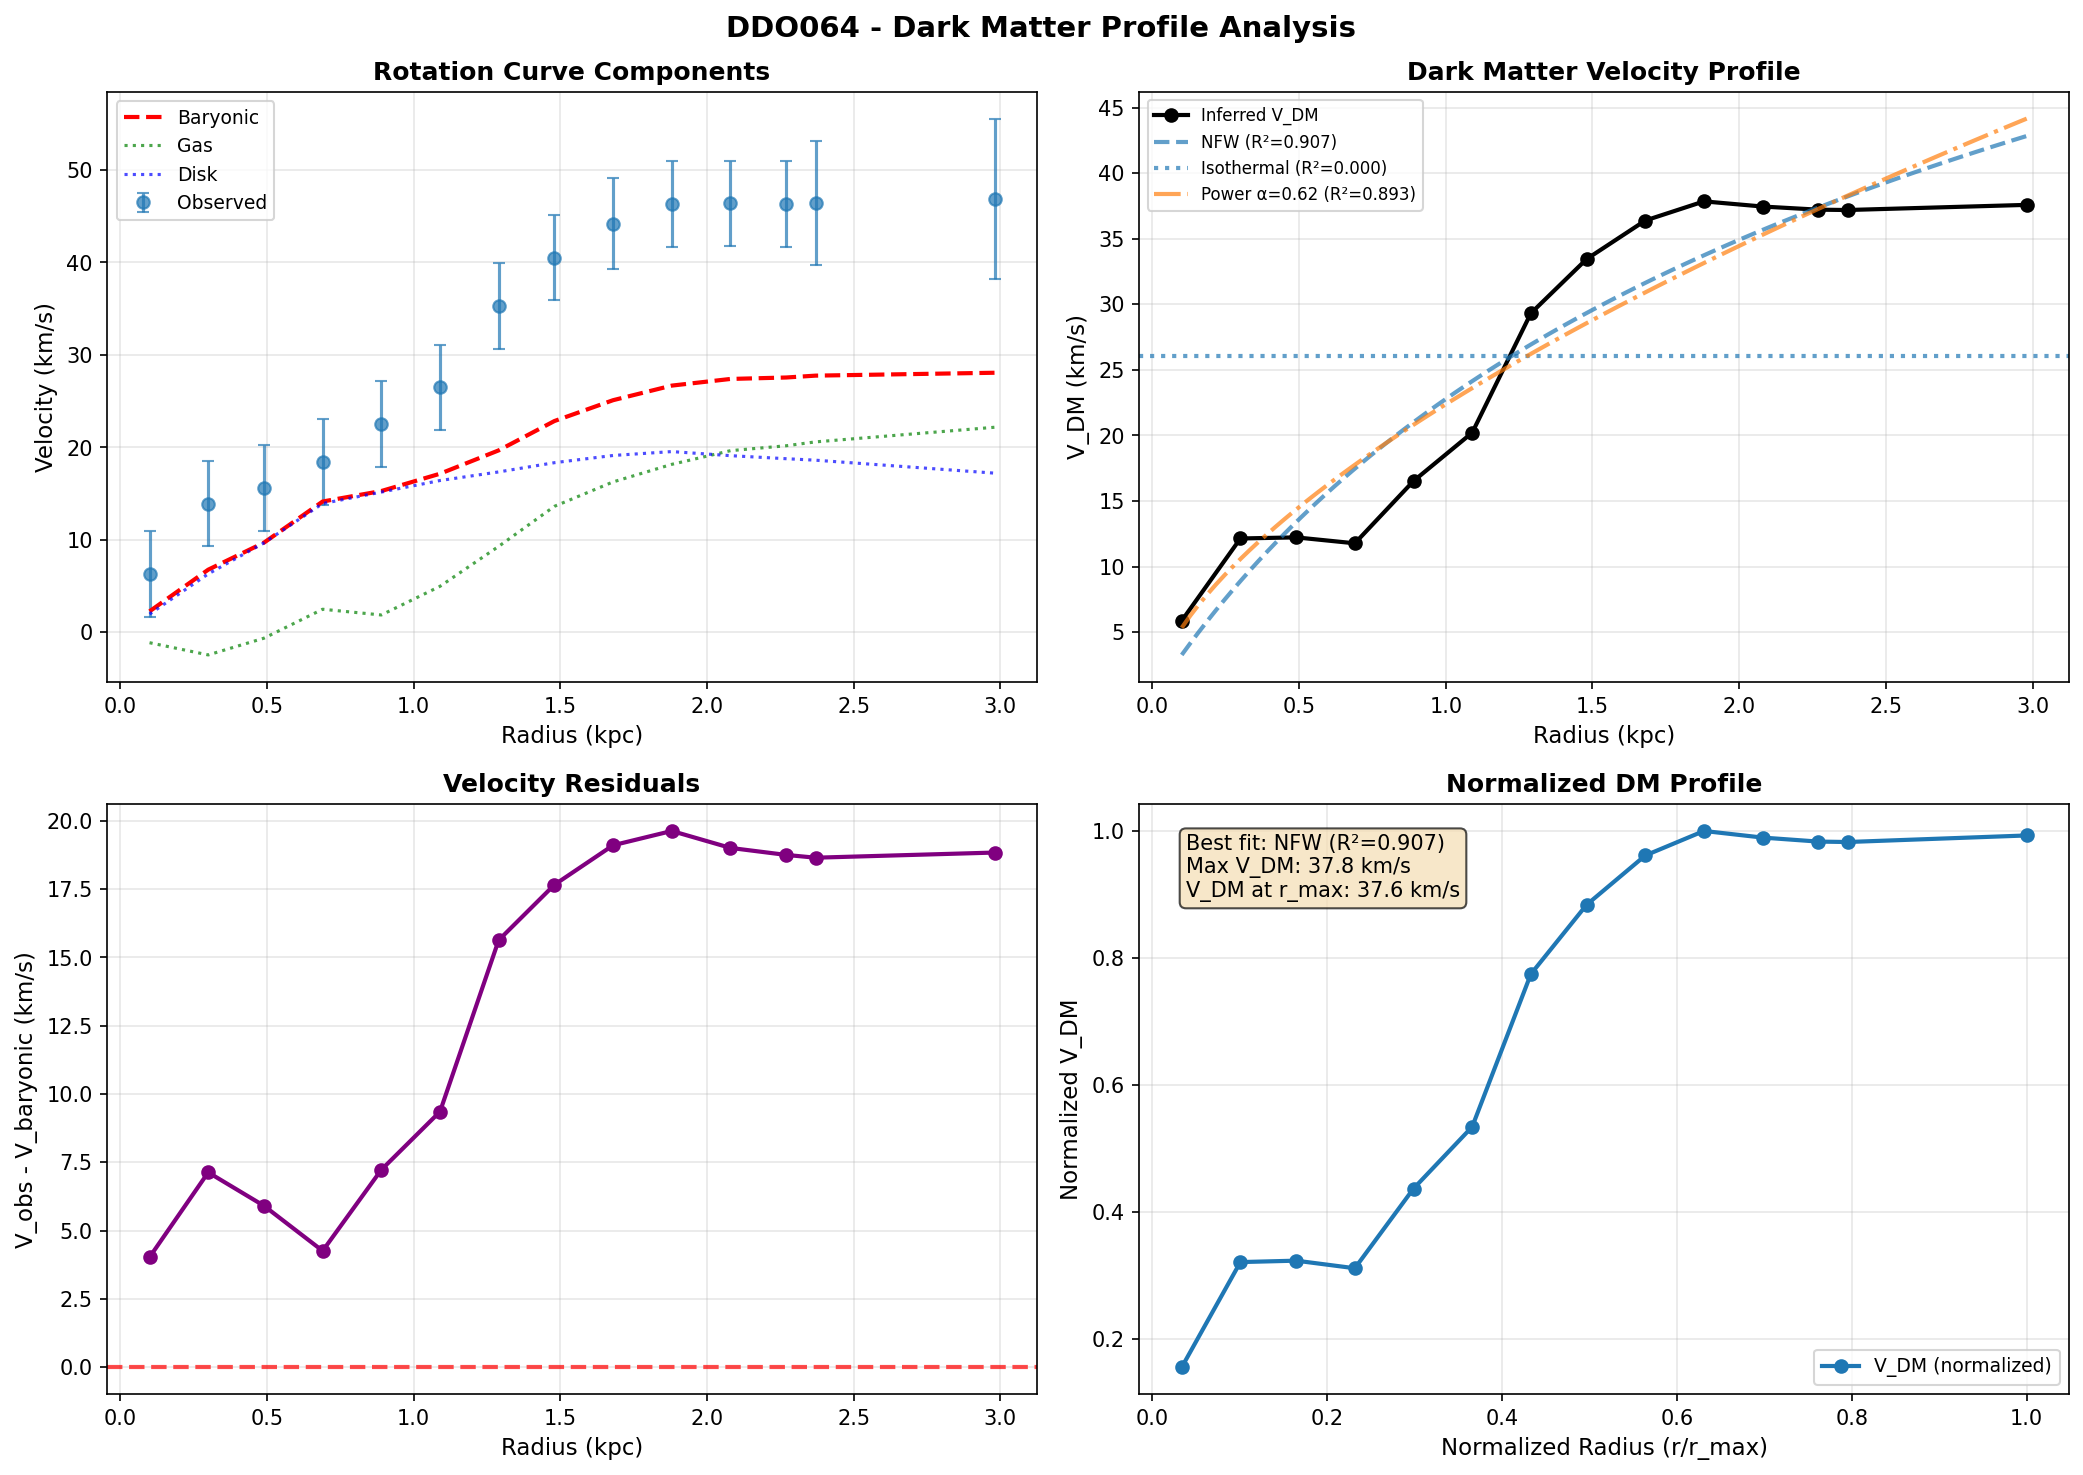 DDO064 - Dark Matter Profile Analysis
Rotation Curve Components
Baryonic
Gas
Disk
Observed
Velocity (km/s)
50
40
30
20
10
0
0.0 0.5 1.0 1.5 2.0 2.5 3.0
Radius (kpc)
Dark Matter Velocity Profile
Inferred V_DM
NFW (R²=0.907)
Isothermal (R²=0.000)
Power α=0.62 (R²=0.893)
V_DM (km/s)
45
40
35
30
25
20
15
10
5
0.0 0.5 1.0 1.5 2.0 2.5 3.0
Radius (kpc)
Velocity Residuals
V_obs - V_baryonic (km/s)
20.0
17.5
15.0
12.5
10.0
7.5
5.0
2.5
0.0
0.0 0.5 1.0 1.5 2.0 2.5 3.0
Radius (kpc)
Normalized DM Profile
Best fit: NFW (R²=0.907)
Max V_DM: 37.8 km/s
V_DM at r_max: 37.6 km/s
Normalized V_DM
1.0
0.8
0.6
0.4
0.2
V_DM (normalized)
0.0 0.2 0.4 0.6 0.8 1.0
Normalized Radius (r/r_max)